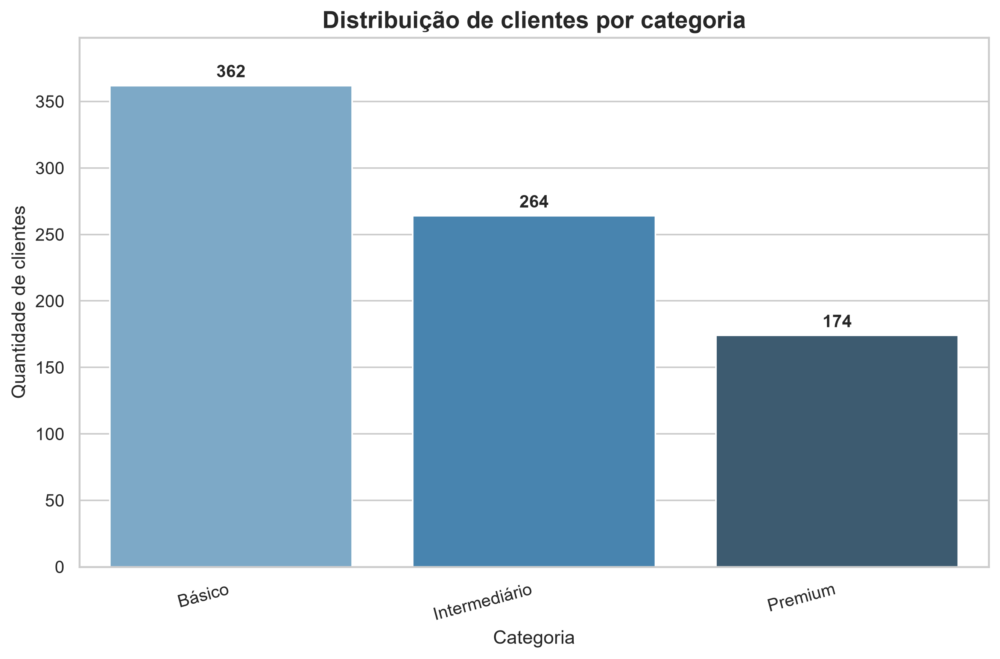 Distribuição de clientes por categoria
362
264
174
350
300
250
200
150
100
50
0
Quantidade de clientes
Básico
Intermediário
Premium
Categoria